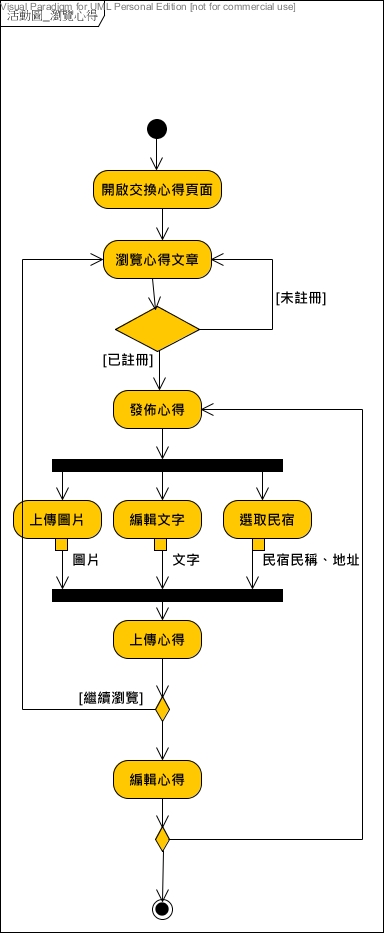 Visual Paradigm for UML Personal Edition [not for commercial use]
活動圖_瀏覽心得
開啟交換心得頁面
瀏覽心得文章
[未註冊]
[已註冊]
發佈心得
上傳圖片
編輯文字
選取民宿
圖片
文字
民宿民稱、地址
上傳心得
[繼續瀏覽]
編輯心得